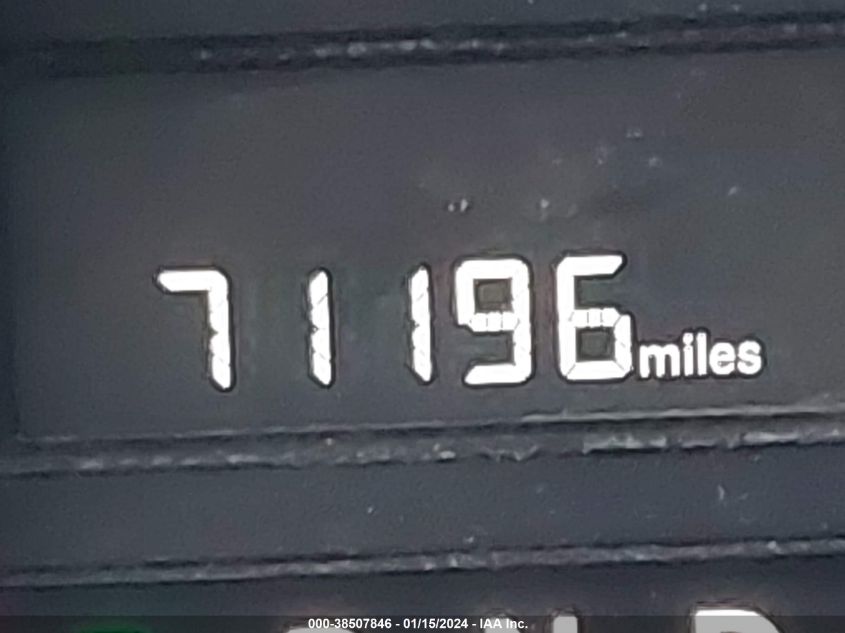 71196 miles
000-38507846 - 01/15/2024 - IAA Inc.